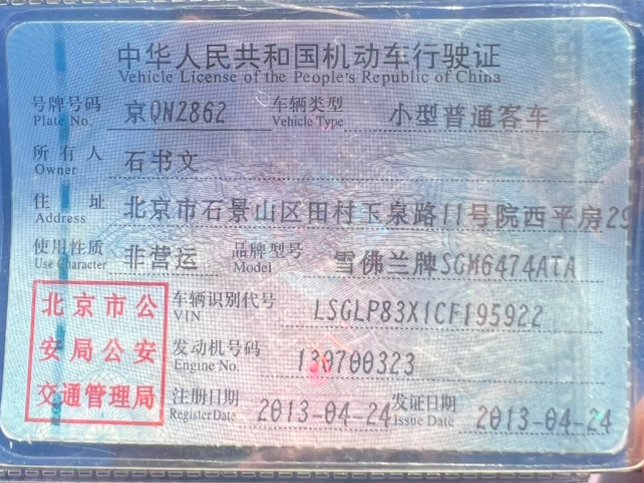 中华人民共和国机动车行驶证
Vehicle License of the People's Republic of China
号牌号码 京QNZ862 车辆类型 小型普通客车
Plate No. Vehicle Type
所有人 石书文
Owner
住址 北京市石景山区田村玉泉路11号院西平房29
Address
使用性质 非营运 品牌型号 雪佛兰牌SGM6474ATA
Use Character Model
北京市公 车辆识别代号 LSGLP83X1CF195922
VIN
安局公安 发动机号码 130700323
Engine No.
交通管理局 注册日期 2013-04-24 发证日期 2013-04-24
Register Date Issue Date